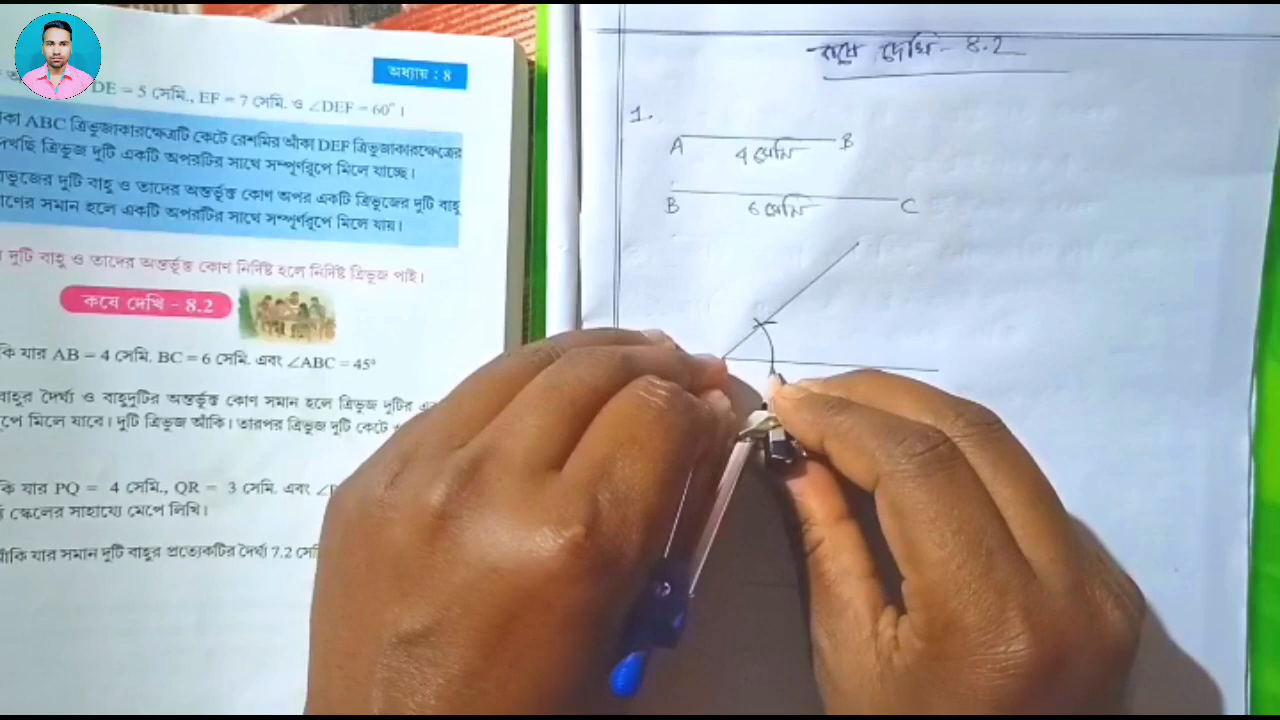 অধ্যায় : 8
DE = 5 সেমি., EF = 7 সেমি. ও ∠DEF = 60° ।
ABC ত্রিভুজাকারক্ষেত্রটি কেটে রেশমির আঁকা DEF ত্রিভুজাকারক্ষেত্রের
ত্রিভুজ দুটি একটি অপরটির সাথে সম্পূর্ণরূপে মিলে যাচ্ছে।
দুটি বাহু ও তাদের অন্তর্ভুক্ত কোণ অপর একটি ত্রিভুজের দুটি বাহু
সমান হলে একটি অপরটির সাথে সম্পূর্ণরূপে মিলে যায়।
দুটি বাহু ও তাদের অন্তর্ভুক্ত কোণ নির্দিষ্ট হলে নির্দিষ্ট ত্রিভুজ পাই।
কষে দেখি – 8.2
যার AB = 4 সেমি. BC = 6 সেমি. এবং ∠ABC = 45°
দৈর্ঘ্য ও বাহুদুটির অন্তর্ভুক্ত কোণ সমান হলে ত্রিভুজ দুটির
মিলে যাবে। দুটি ত্রিভুজ আঁকি। তারপর ত্রিভুজ দুটি কেটে
যার PQ = 4 সেমি., QR = 3 সেমি. এবং
স্কেলের সাহায্যে মেপে লিখি।
যার সমান দুটি বাহুর প্রত্যেকটির দৈর্ঘ্য 7.2
কষে দেখি - ৪.2
1.
A B
4 সেমি
B C
6 সেমি